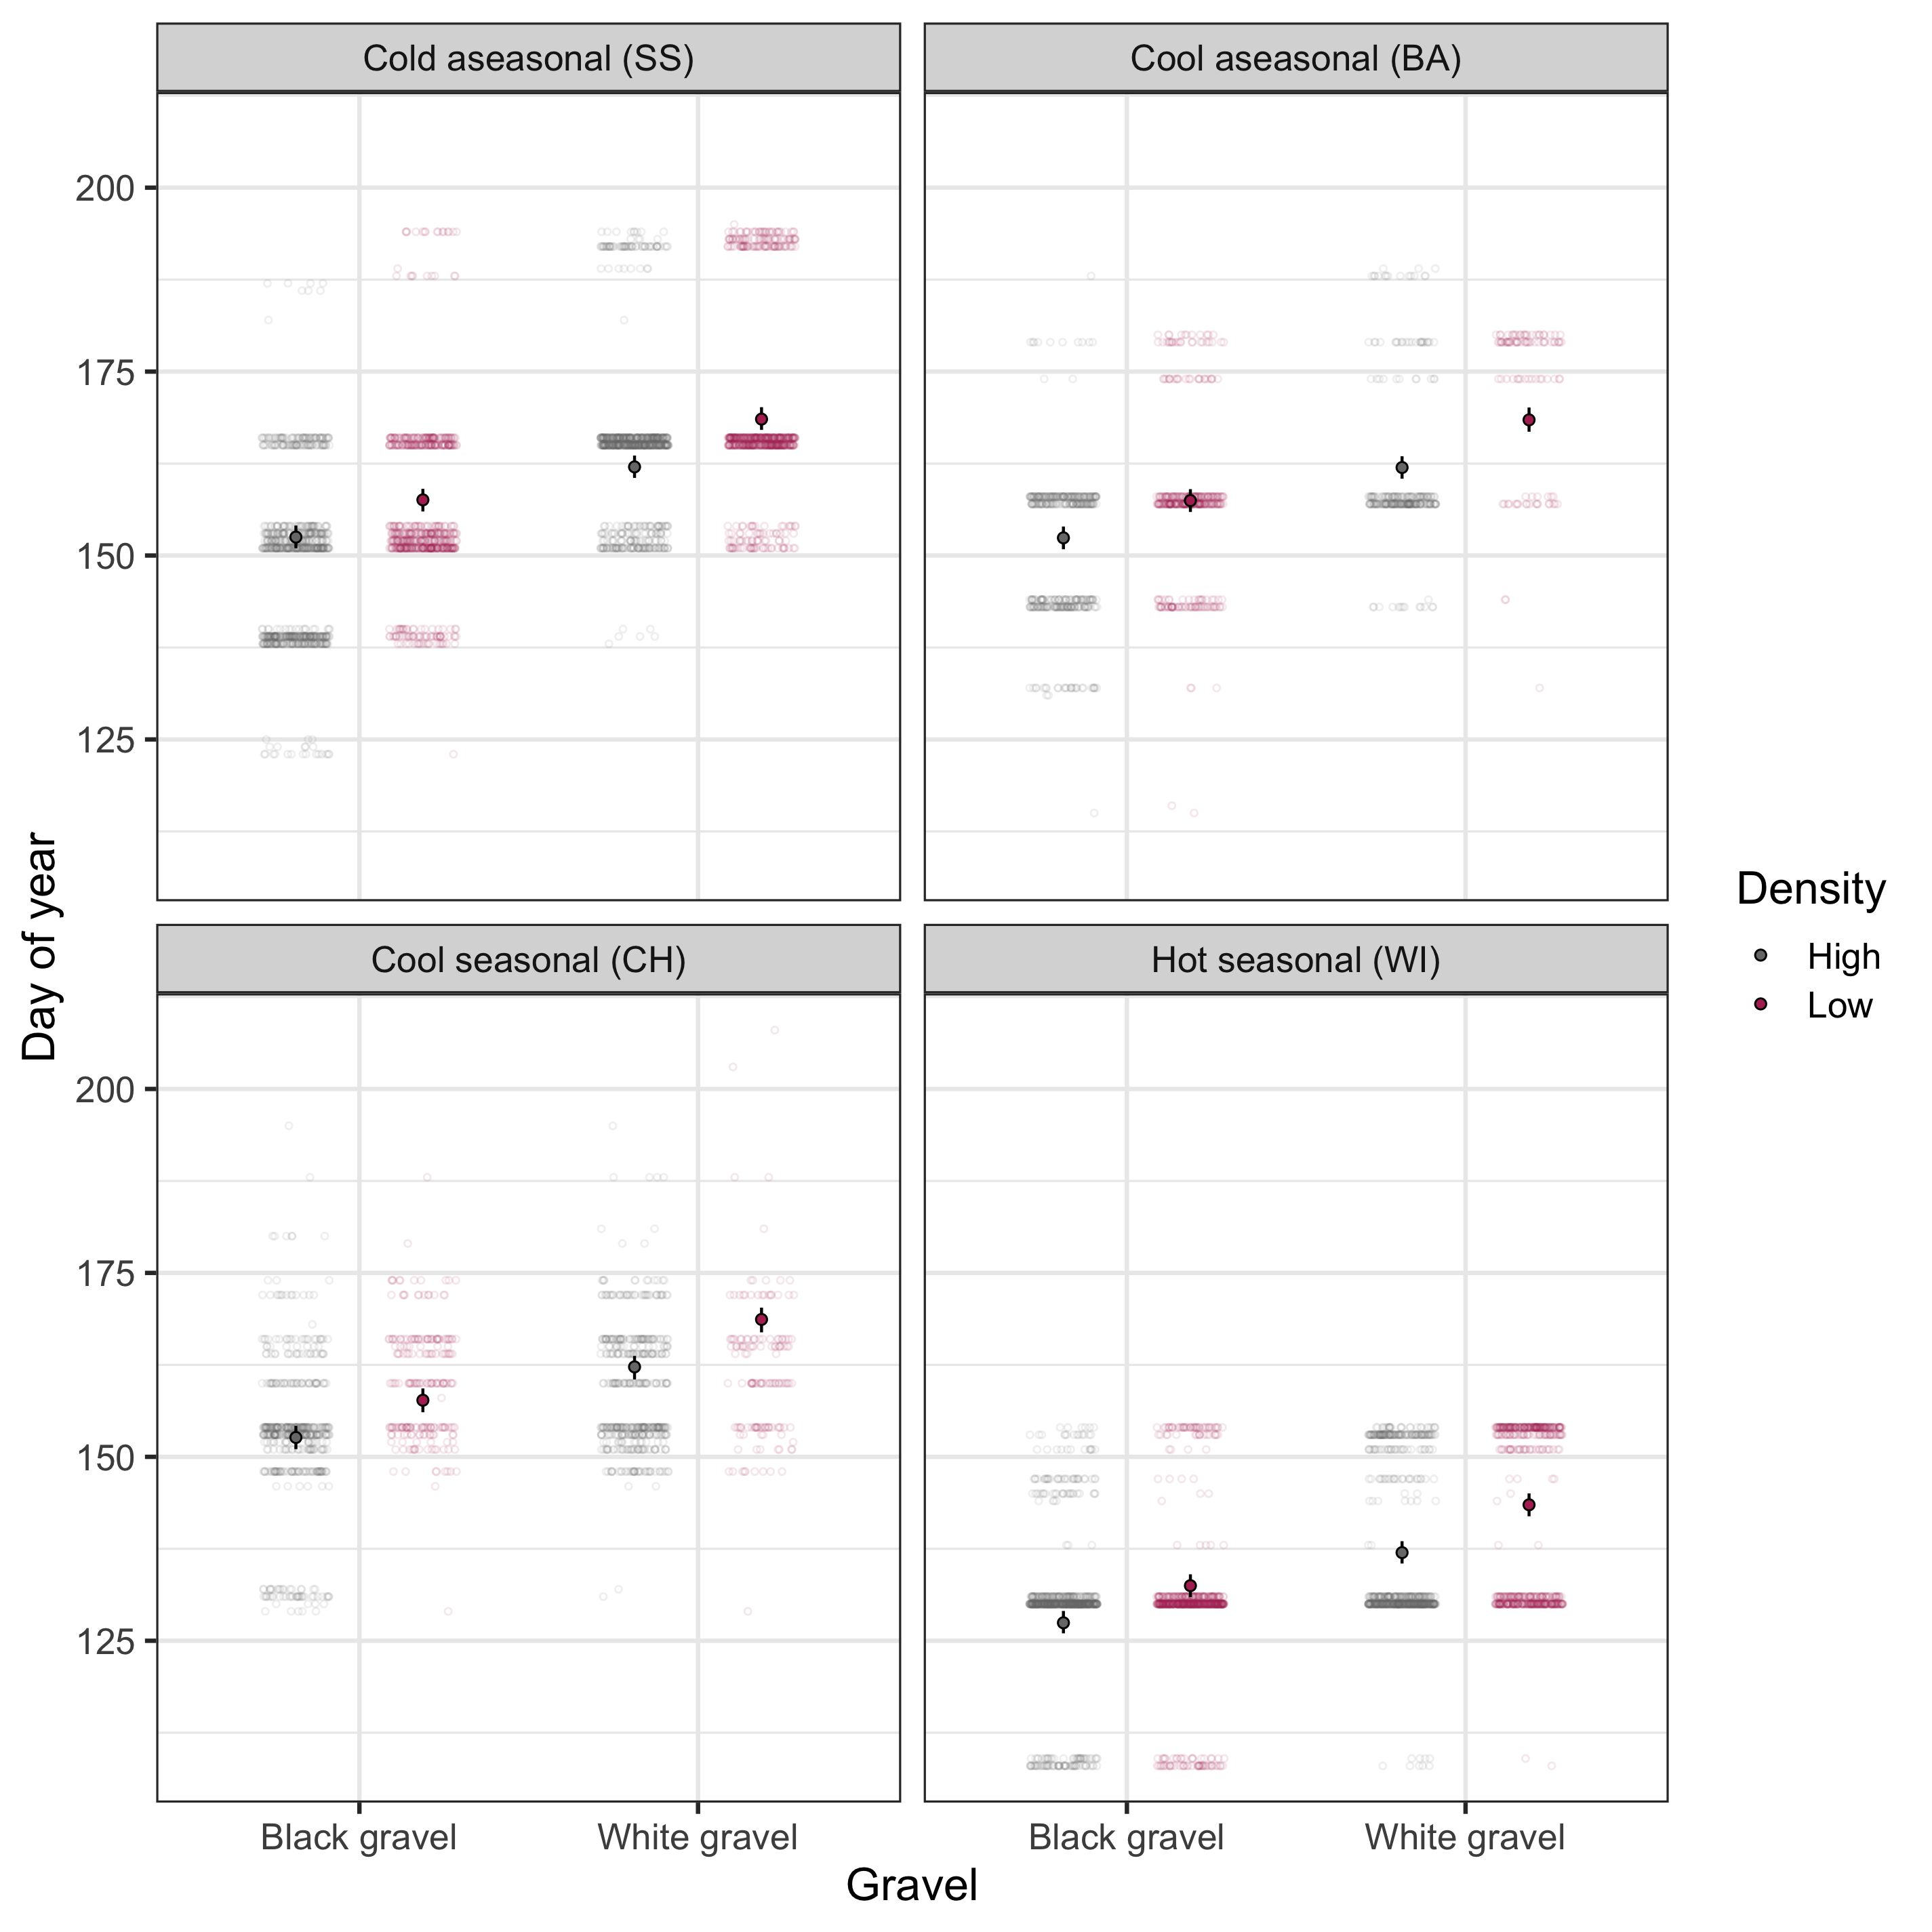 Cold aseasonal (SS)
Cool aseasonal (BA)
200
175
150
125
Cool seasonal (CH)
Hot seasonal (WI)
200
175
150
125
Black gravel
White gravel
Black gravel
White gravel
Gravel
Day of year
Density
High
Low